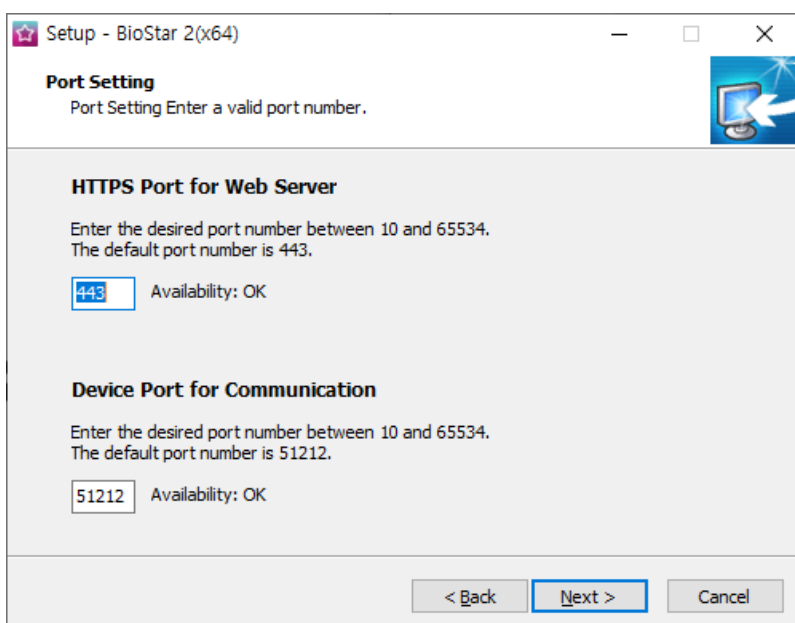 Setup - BioStar 2(x64)
Port Setting
Port Setting Enter a valid port number.
HTTPS Port for Web Server
Enter the desired port number between 10 and 65534.
The default port number is 443.
443 Availability: OK
Device Port for Communication
Enter the desired port number between 10 and 65534.
The default port number is 51212.
51212 Availability: OK
< Back Next > Cancel